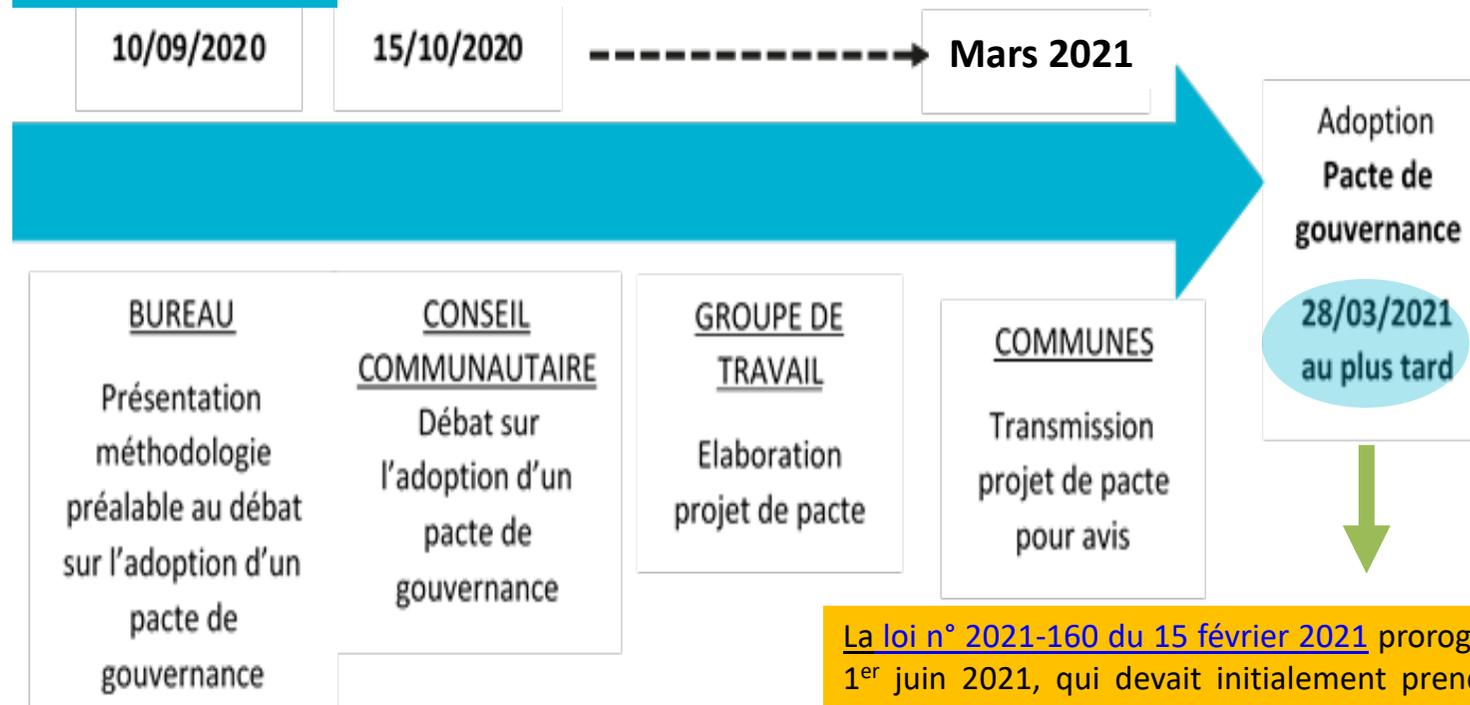 10/09/2020
15/10/2020
Mars 2021
Adoption
Pacte de
gouvernance
28/03/2021
au plus tard
BUREAU
Présentation
méthodologie
préalable au débat
sur l'adoption d'un
pacte de
gouvernance
CONSEIL
COMMUNAUTAIRE
Débat sur
l'adoption d'un
pacte de
gouvernance
GROUPE DE
TRAVAIL
Elaboration
projet de pacte
COMMUNES
Transmission
projet de pacte
pour avis
La loi n° 2021-160 du 15 février 2021
1er juin 2021, qui devait initialement